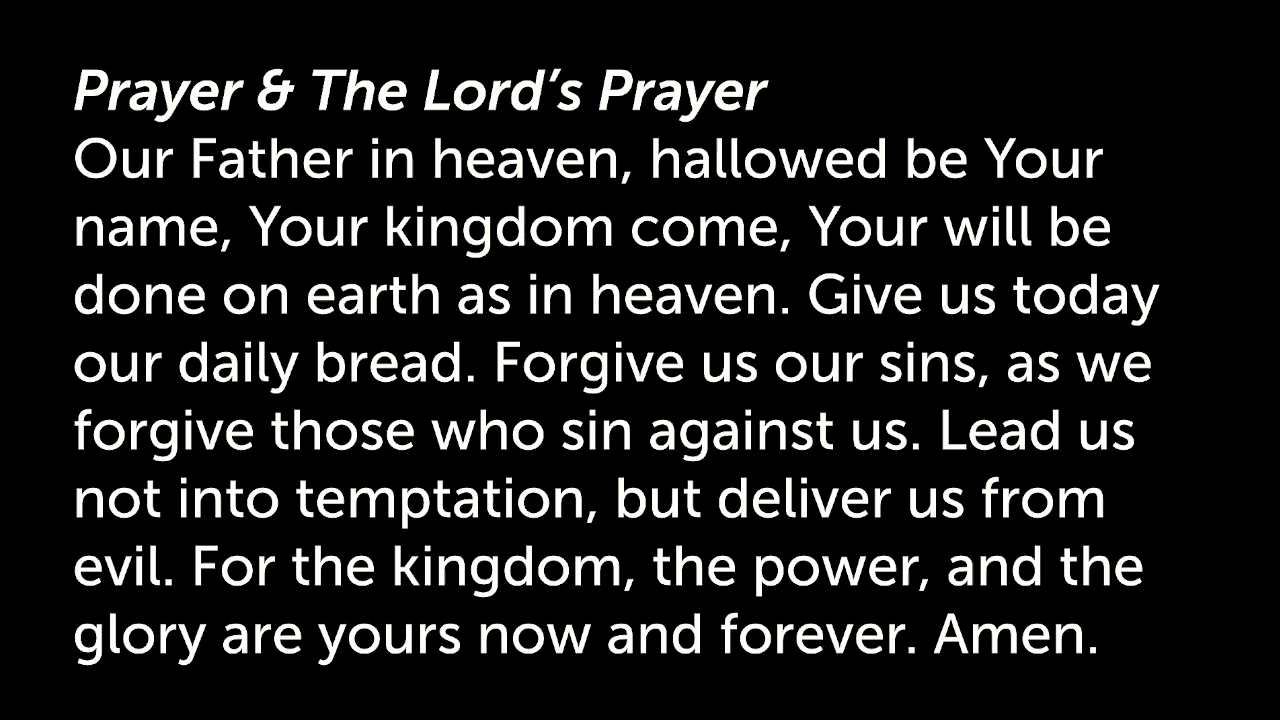 Prayer & The Lord’s Prayer
Our Father in heaven, hallowed be Your
name, Your kingdom come, Your will be
done on earth as in heaven. Give us today
our daily bread. Forgive us our sins, as we
forgive those who sin against us. Lead us
not into temptation, but deliver us from
evil. For the kingdom, the power, and the
glory are yours now and forever. Amen.